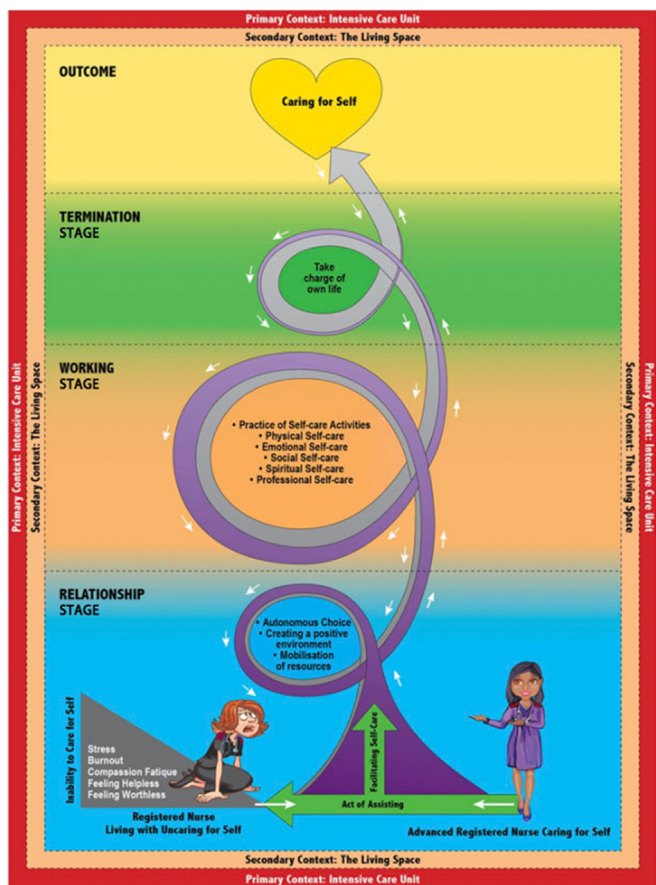 Primary Context: Intensive Care Unit
Secondary Context: The Living Space
OUTCOME
Caring for Self
TERMINATION
STAGE
Take
charge of
own life
WORKING
STAGE
• Practice of Self-care Activities
• Physical Self-care
• Emotional Self-care
• Social Self-care
• Spiritual Self-care
• Professional Self-care
Primary Context: Intensive Care Unit
Secondary Context: The Living Space
Secondary Context: The Living Space
Primary Context: Intensive Care Unit
RELATIONSHIP
STAGE
• Autonomous Choice
• Creating a positive
environment
• Mobilisation
of resources
Inability to Care for Self
Stress
Burnout
Compassion Fatique
Feeling Helpless
Feeling Worthless
Facilitating Self-Care
Act of Assisting
Registered Nurse
Living with Uncaring for Self
Advanced Registered Nurse Caring for Self
Secondary Context: The Living Space
Primary Context: Intensive Care Unit